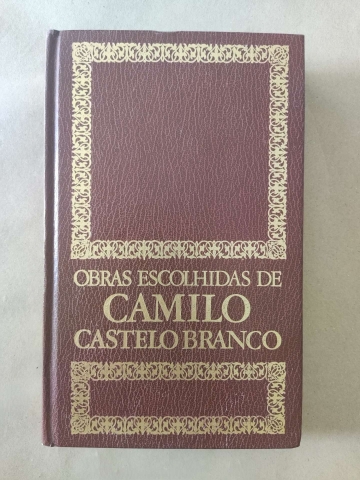 OBRAS ESCOLHIDAS DE
CAMILO
CASTELO BRANCO